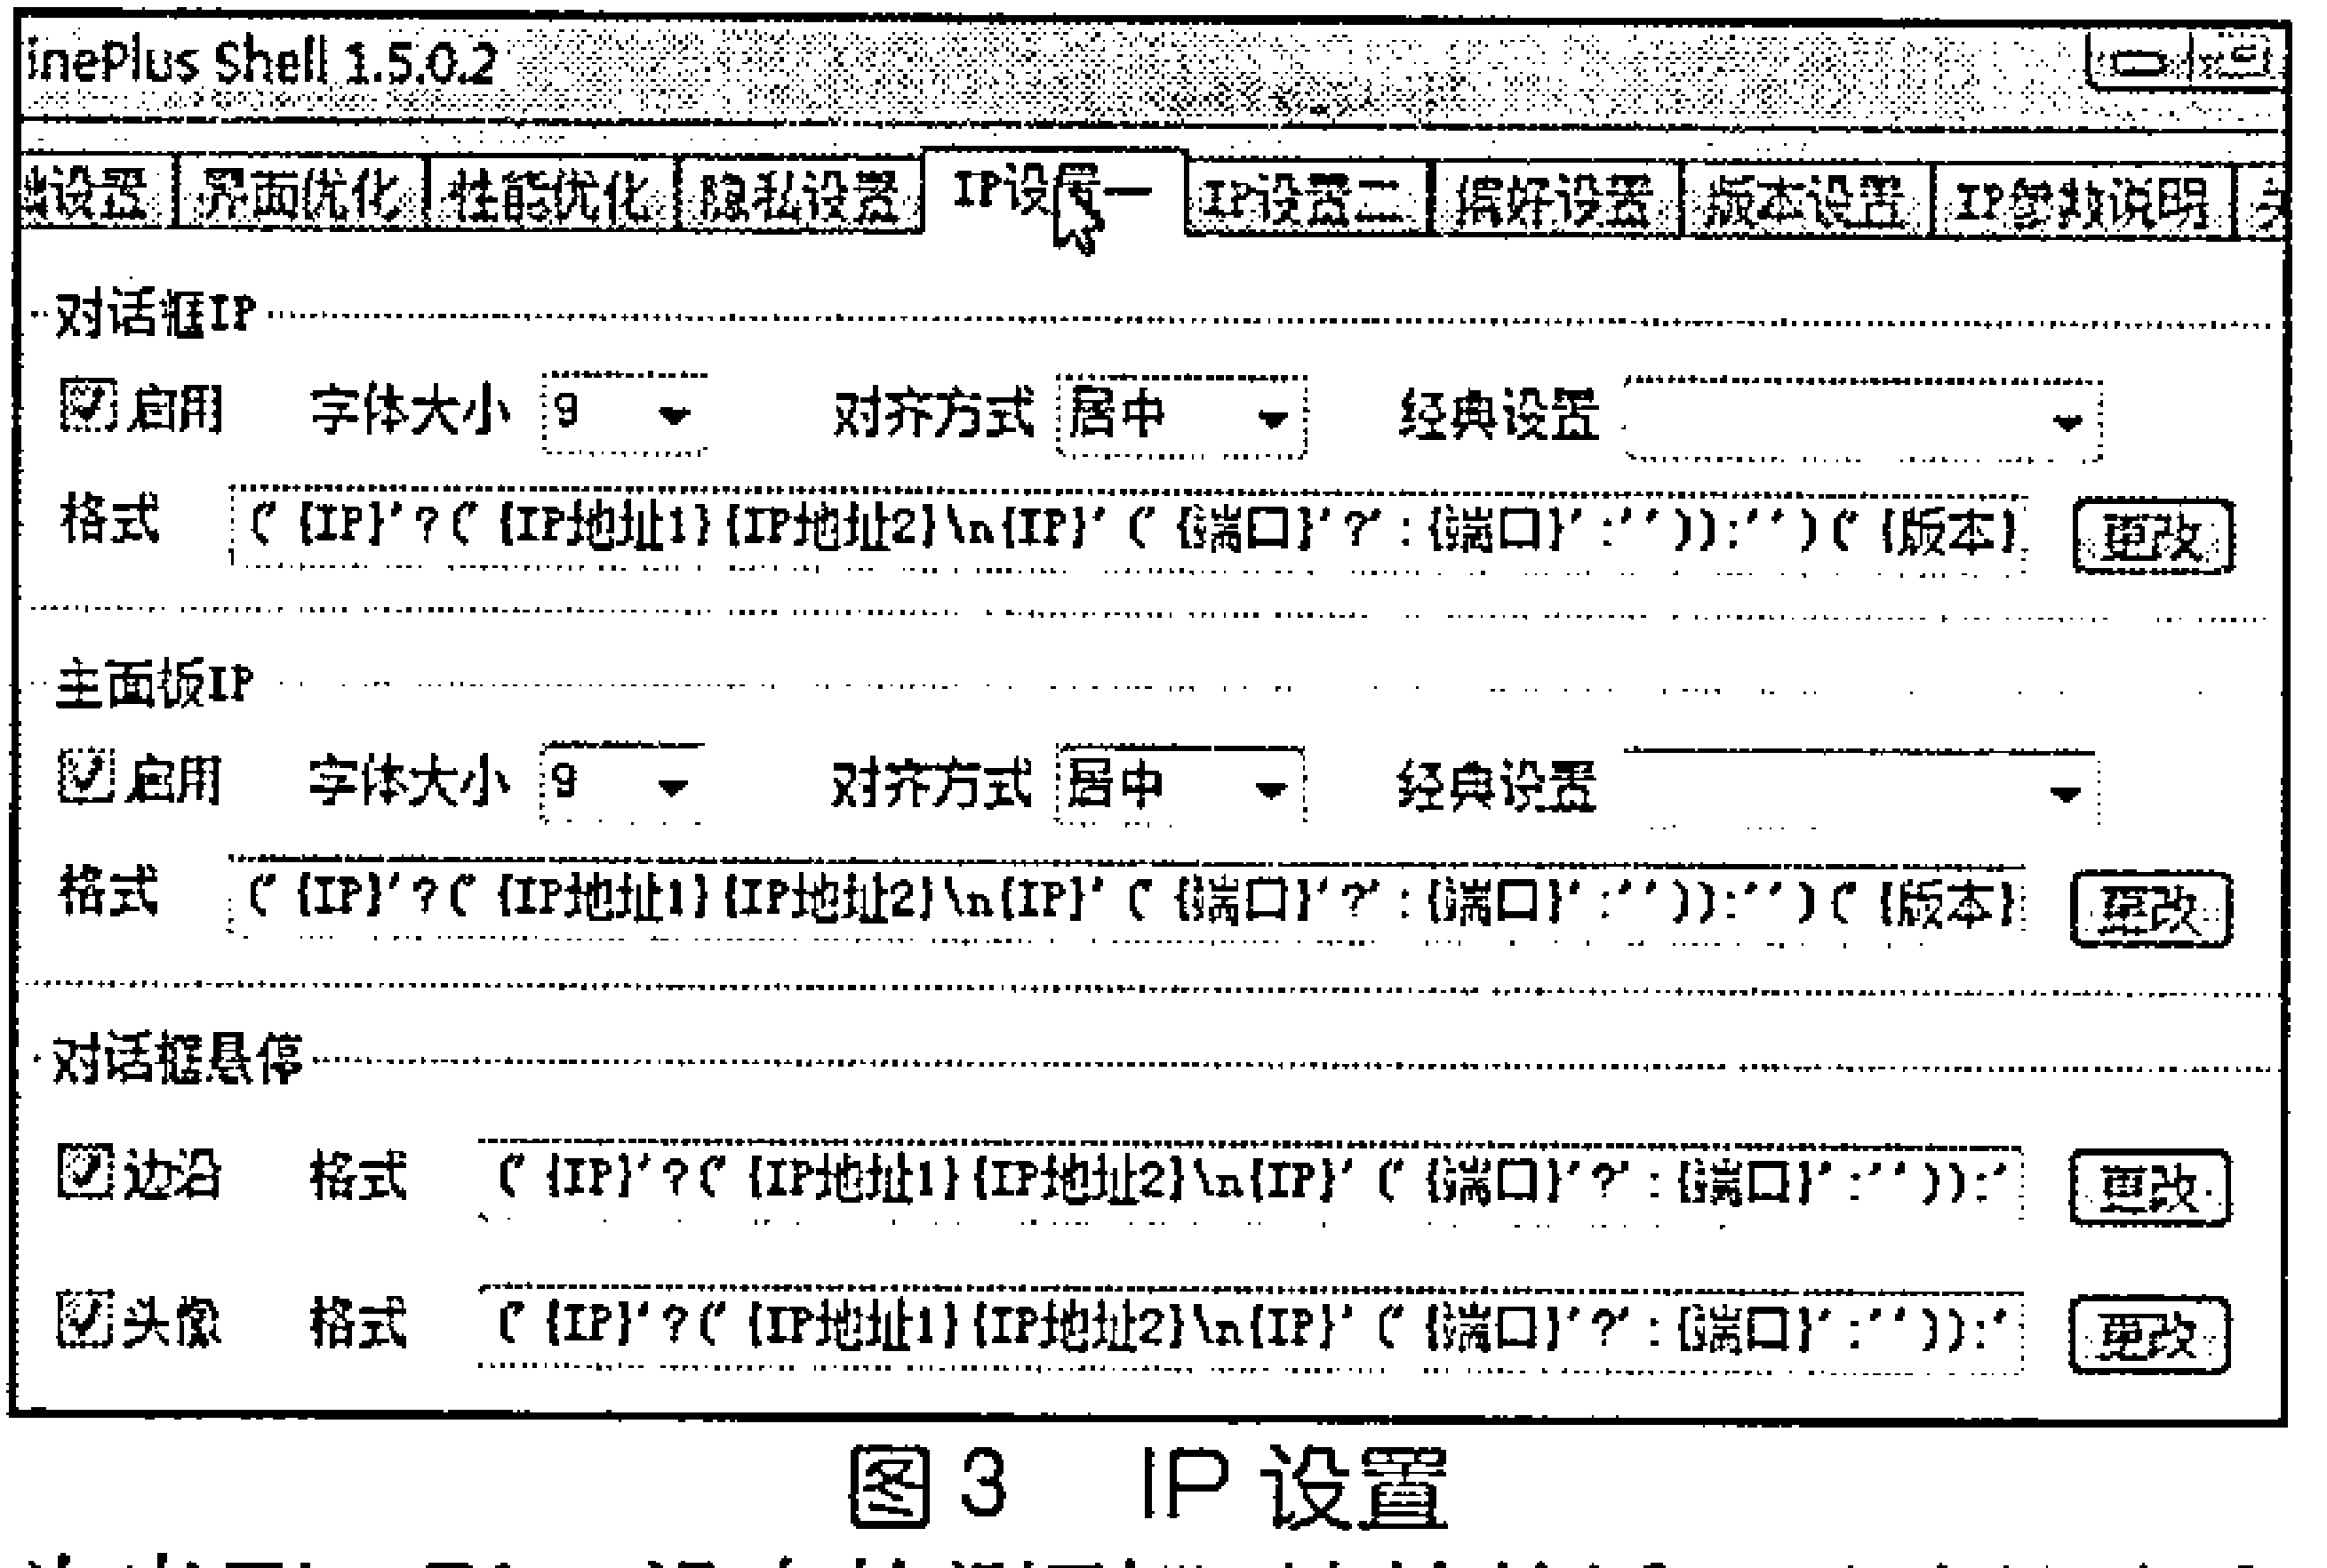 inePlus Shell 1.5.0.2
设置 界面优化 性能优化 隐私设置 IP设置一 IP设置二 偏好设置 版本设置 IP参数说明
对话框IP
启用 字体大小 9 对齐方式 居中 经典设置
格式 ('{IP}'?('{IP地址1}{IP地址2}\n{IP}'('{端口}'?':{端口}':'')):'')('{版本} 更改
主面板IP
启用 字体大小 9 对齐方式 居中 经典设置
格式 ('{IP}'?('{IP地址1}{IP地址2}\n{IP}'('{端口}'?':{端口}':'')):'')('{版本} 更改
对话框悬停
边沿 格式 ('{IP}'?('{IP地址1}{IP地址2}\n{IP}'('{端口}'?':{端口}':'')):' 更改
头像 格式 ('{IP}'?('{IP地址1}{IP地址2}\n{IP}'('{端口}'?':{端口}':'')):' 更改
图3 IP设置